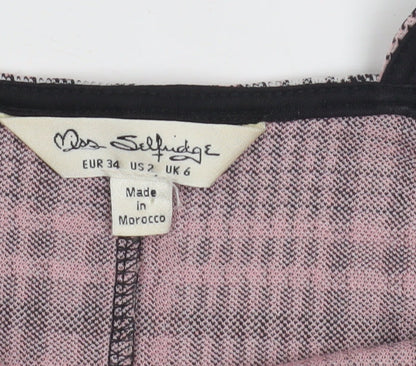 Miss Selfridge
EUR 34 US 2 UK 6
Made
in
Morocco